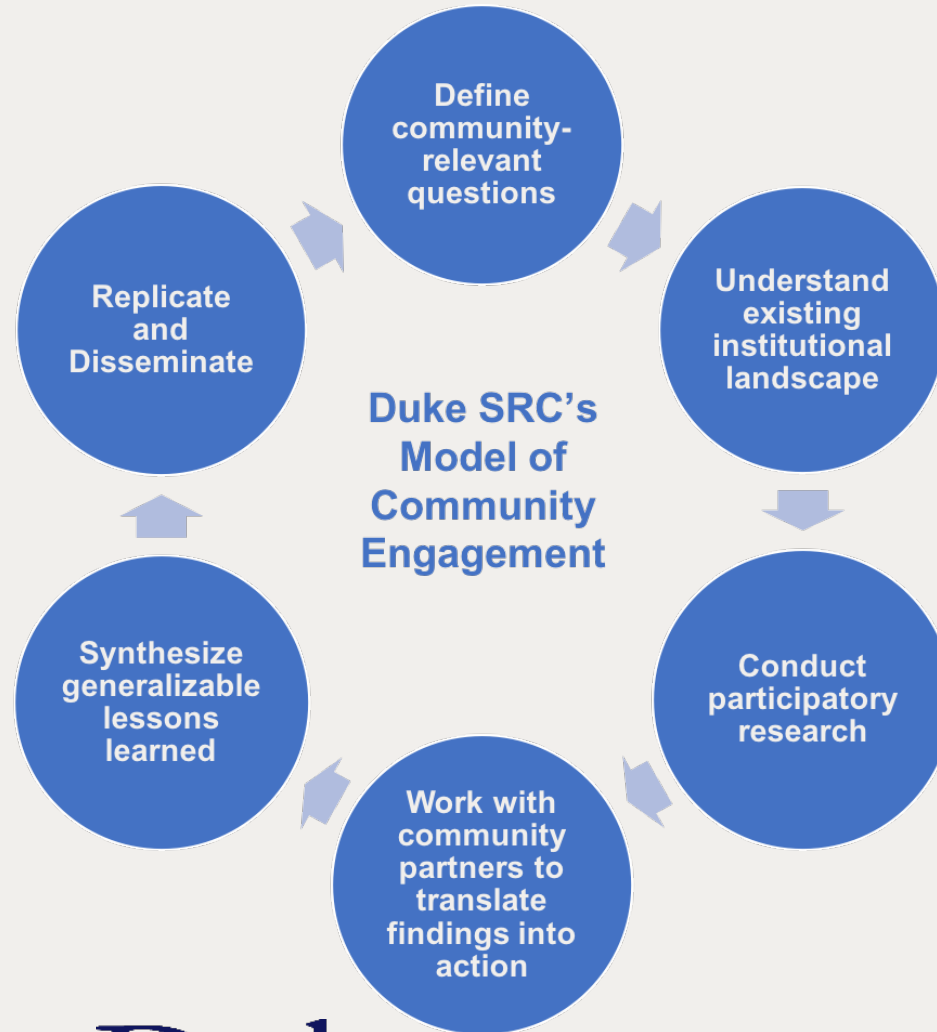 Define
community-
relevant
questions
Understand
existing
institutional
landscape
Conduct
participatory
research
Work with
community
partners to
translate
findings into
action
Synthesize
generalizable
lessons
learned
Replicate
and
Disseminate
Duke SRC’s
Model of
Community
Engagement